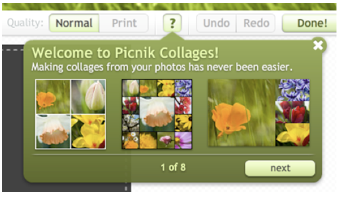 Quality: Normal Print ? Undo Redo Done!
Welcome to Picnik Collages!
Making collages from your photos has never been easier.
1 of 8 next